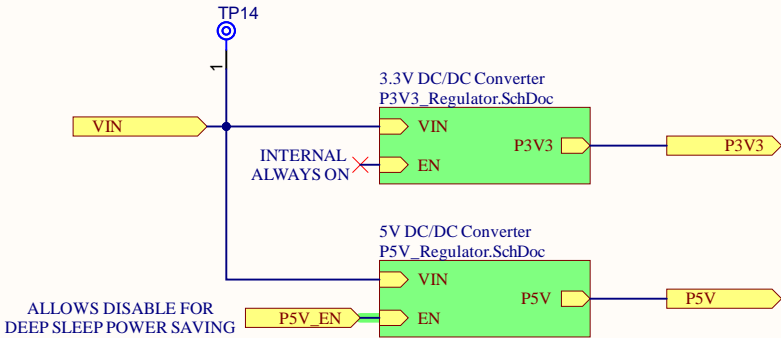 TP14
1
3.3V DC/DC Converter
P3V3_Regulator.SchDoc
VIN
VIN
P3V3
P3V3
INTERNAL
ALWAYS ON
EN
5V DC/DC Converter
P5V_Regulator.SchDoc
VIN
P5V
P5V
ALLOWS DISABLE FOR
DEEP SLEEP POWER SAVING
P5V_EN
EN